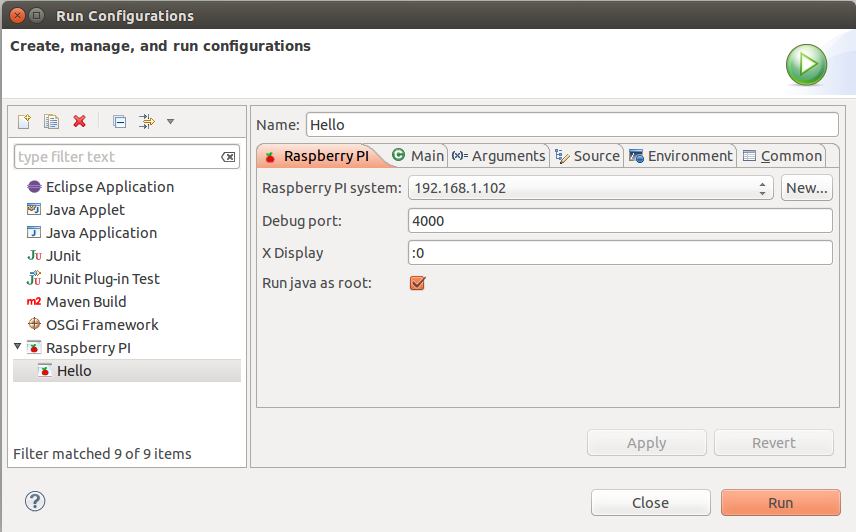 Run Configurations
Create, manage, and run configurations
type filter text
Eclipse Application
Java Applet
Java Application
Ju JUnit
JU JUnit Plug-in Test
m2 Maven Build
OSGi Framework
Raspberry PI
Hello
Filter matched 9 of 9 items
Name: Hello
Raspberry PI C Main (x)= Arguments Source Environment Common
Raspberry PI system: 192.168.1.102 New...
Debug port: 4000
X Display :0
Run java as root:
Apply Revert
? Close Run